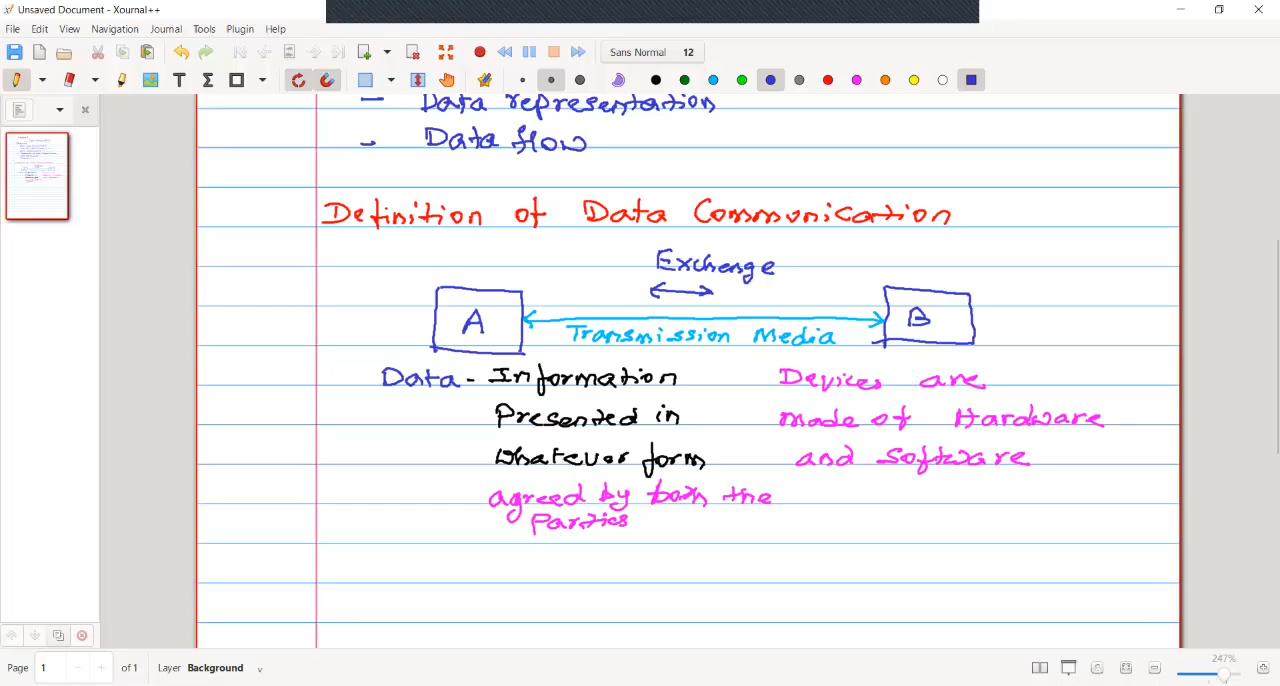 Unsaved Document - Xournal++
File Edit View Navigation Journal Tools Plugin Help
Sans Normal 12
- Data representation
- Data flow
Definition of Data Communication
Exchenge
A
B
Transmission Media
Data - Information
Presented in
Whatever form
agreed by both the
Parties
Devices are
made of Hardware
and Software
Page 1 of 1 Layer Background
247%